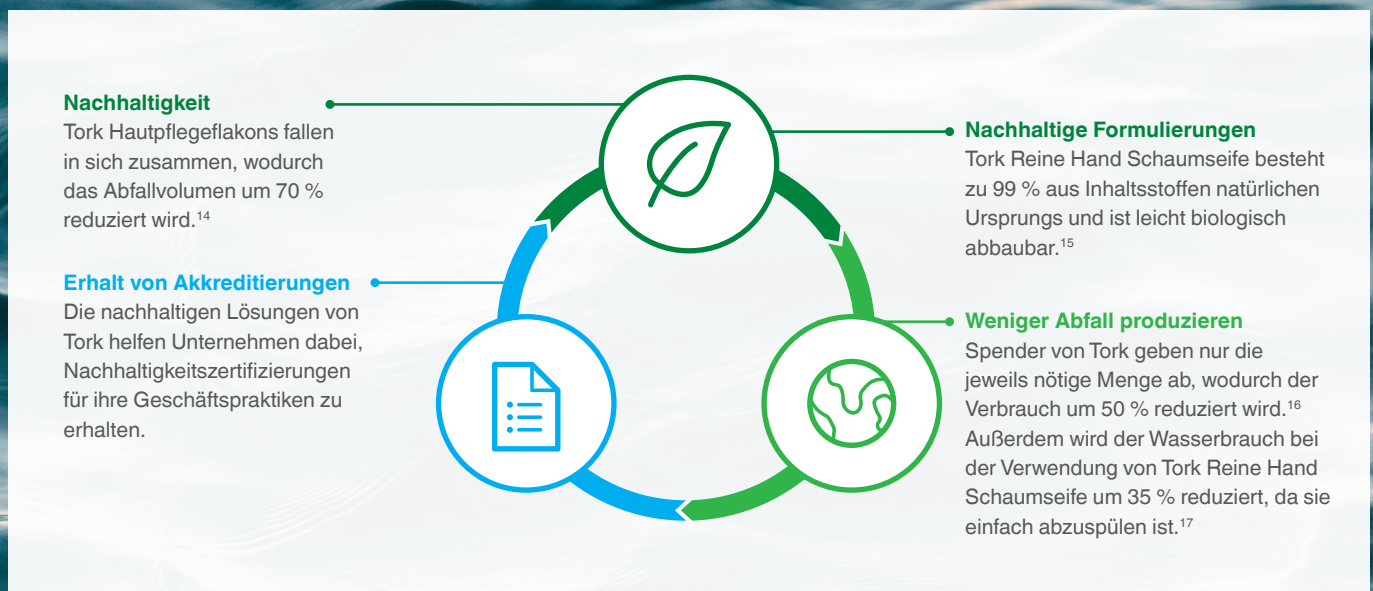 Nachhaltigkeit
Tork Hautpflegeflakons fallen
in sich zusammen, wodurch
das Abfallvolumen um 70 %
reduziert wird.¹⁴
Erhalt von Akkreditierungen
Die nachhaltigen Lösungen von
Tork helfen Unternehmen dabei,
Nachhaltigkeitszertifizierungen
für ihre Geschäftspraktiken zu
erhalten.
Nachhaltige Formulierungen
Tork Reine Hand Schaumseife besteht
zu 99 % aus Inhaltsstoffen natürlichen
Ursprungs und ist leicht biologisch
abbaubar.¹⁵
Weniger Abfall produzieren
Spender von Tork geben nur die
jeweils nötige Menge ab, wodurch der
Verbrauch um 50 % reduziert wird.¹⁶
Außerdem wird der Wasserbrauch bei
der Verwendung von Tork Reine Hand
Schaumseife um 35 % reduziert, da sie
einfach abzuspülen ist.¹⁷